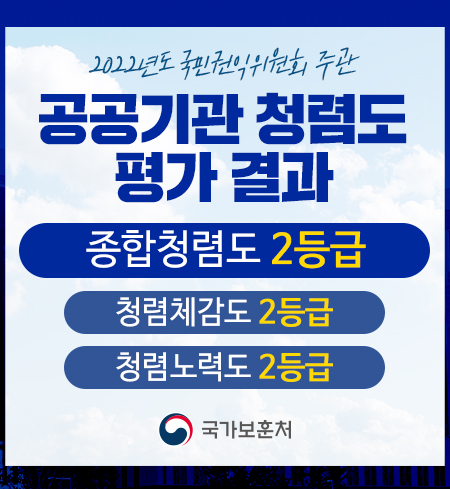 2022년도 국민권익위원회 주관
공공기관 청렴도
평가 결과
종합청렴도 2등급
청렴체감도 2등급
청렴노력도 2등급
국가보훈처